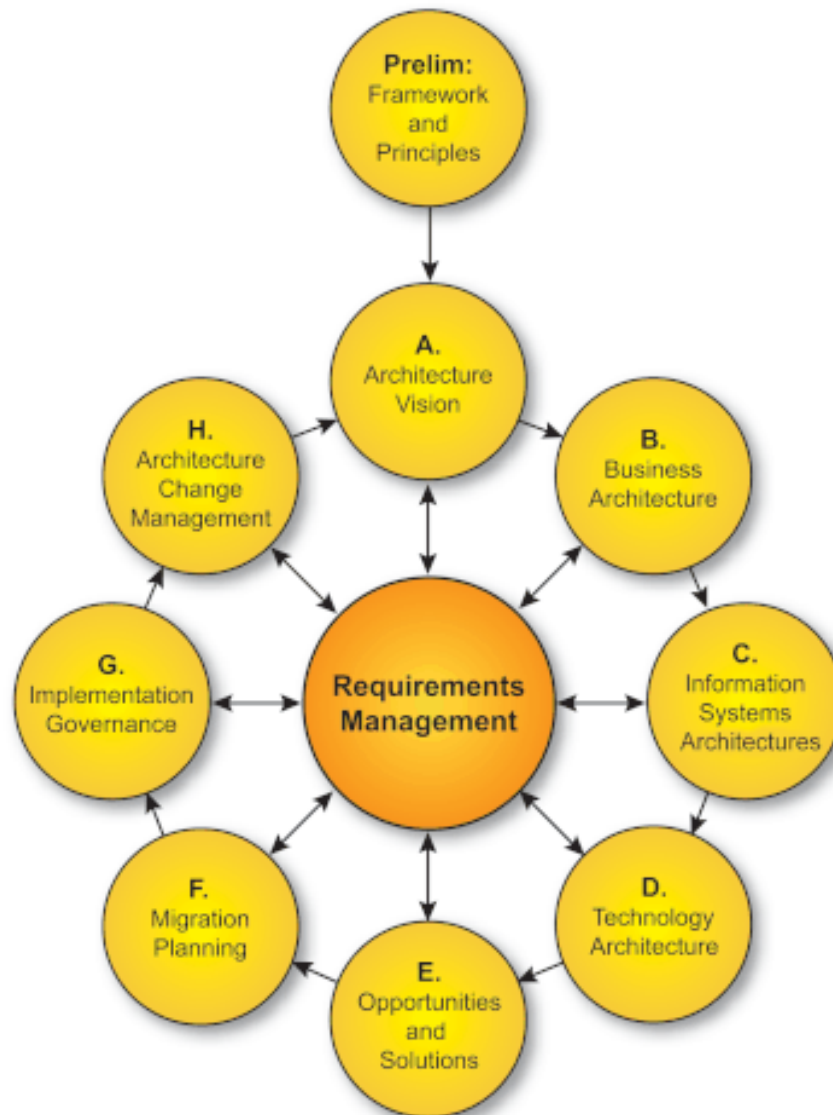 Prelim:
Framework
and
Principles
A.
Architecture
Vision
B.
Business
Architecture
C.
Information
Systems
Architectures
D.
Technology
Architecture
E.
Opportunities
and
Solutions
F.
Migration
Planning
G.
Implementation
Governance
H.
Architecture
Change
Management
Requirements
Management